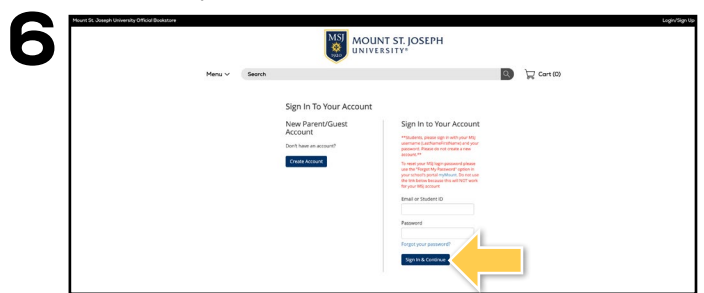 6
Mount St. Joseph University Official Bookstore
Login/Sign Up
MSJ
MOUNT ST. JOSEPH
UNIVERSITY®
Menu
Search
Cart (0)
Sign In To Your Account
New Parent/Guest
Account
Don't have an account?
Create Account
Sign In to Your Account
**Students, please sign in with your MSJ
username (LastNameFirstName) and your
password. Please do not create a new
account.**
To reset your MSJ login password please
use the "Forgot My Password" option in
your school's portal myMount. Do not use
the link below because this will NOT work
for your MSJ account
Email or Student ID
Password
Forgot your password?
Sign In & Continue